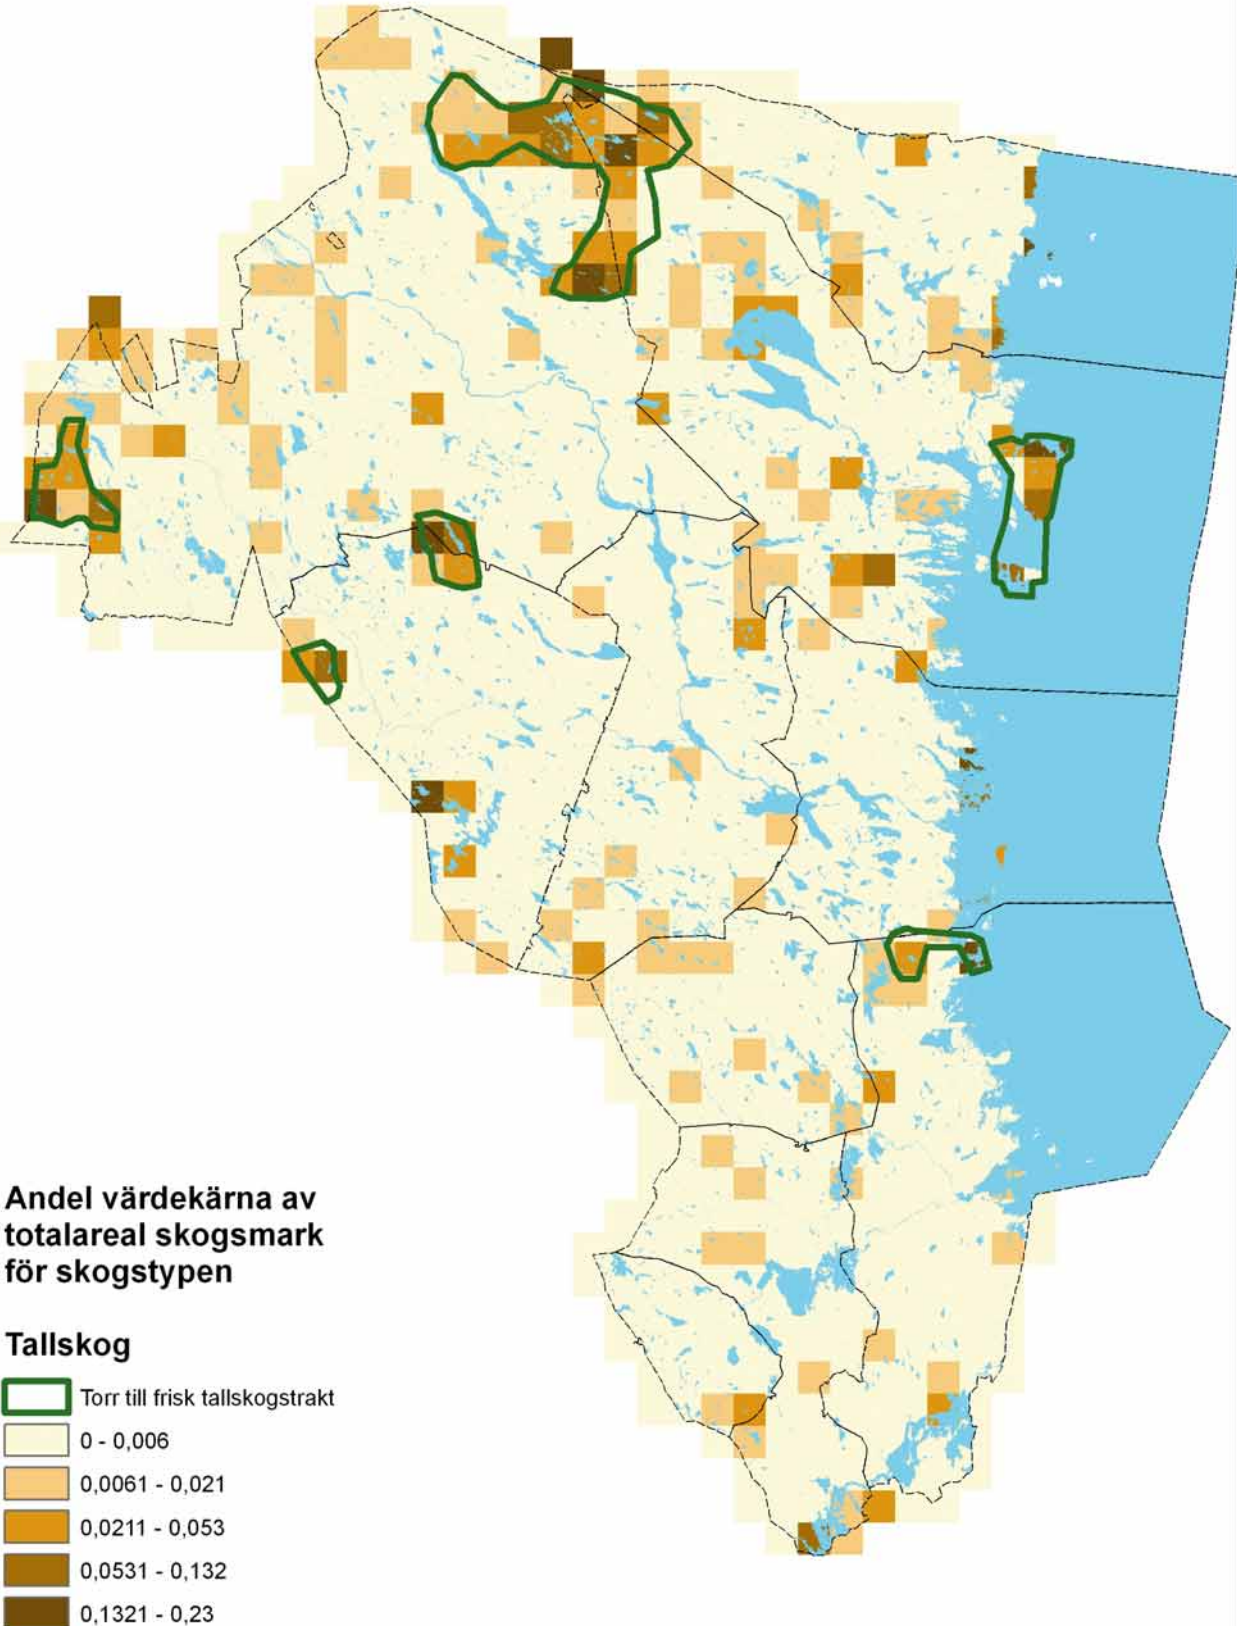 Andel värdekärna av
totalareal skogsmark
för skogstypen
Tallskog
Torr till frisk tallskogstrakt
0 - 0,006
0,0061 - 0,021
0,0211 - 0,053
0,0531 - 0,132
0,1321 - 0,23